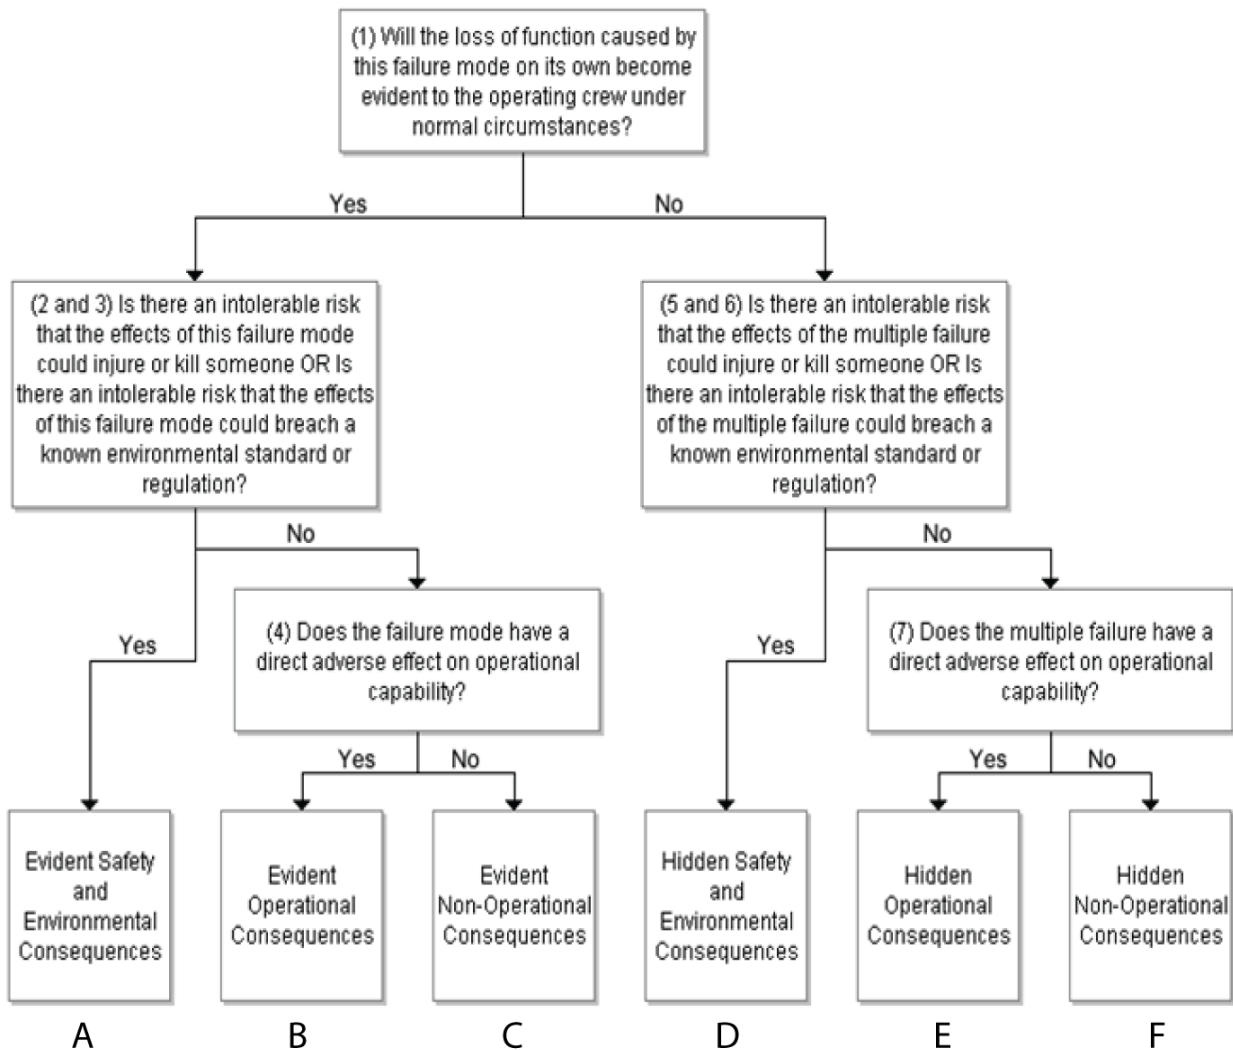 (1) Will the loss of function caused by
this failure mode on its own become
evident to the operating crew under
normal circumstances?
Yes
No
(2 and 3) Is there an intolerable risk
that the effects of this failure mode
could injure or kill someone OR Is
there an intolerable risk that the effects
of this failure mode could breach a
known environmental standard or
regulation?
(5 and 6) Is there an intolerable risk
that the effects of the multiple failure
could injure or kill someone OR Is
there an intolerable risk that the effects
of the multiple failure could breach a
known environmental standard or
regulation?
No
No
Yes
(4) Does the failure mode have a
direct adverse effect on operational
capability?
Yes
(7) Does the multiple failure have a
direct adverse effect on operational
capability?
Yes
No
Yes
No
Evident Safety
and
Environmental
Consequences
Evident
Operational
Consequences
Evident
Non-Operational
Consequences
Hidden Safety
and
Environmental
Consequences
Hidden
Operational
Consequences
Hidden
Non-Operational
Consequences
A
B
C
D
E
F